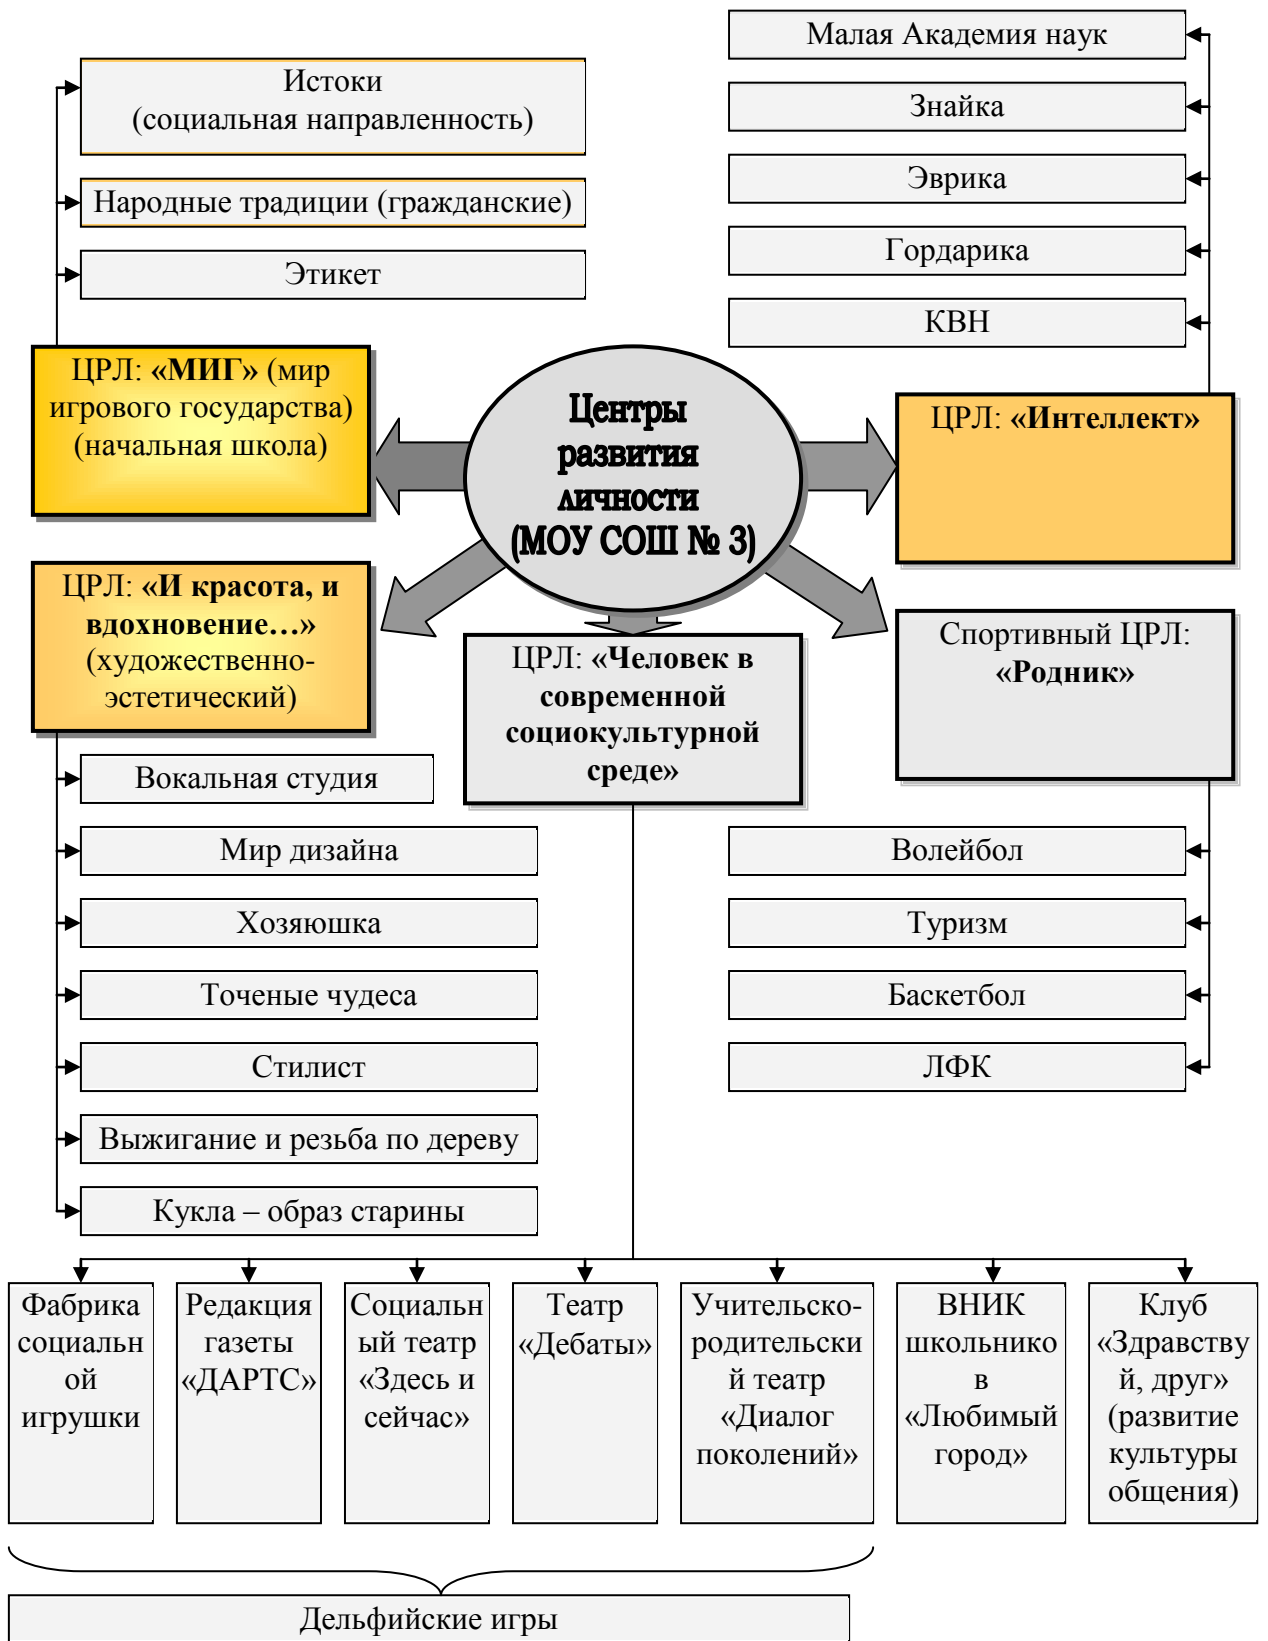 Малая Академия наук
Истоки
(социальная направленность)
Знайка
Народные традиции (гражданские)
Эврика
Этикет
Гордарика
КВН
ЦРЛ: «МИГ» (мир
игрового государства)
(начальная школа)
Центры
развития
личности
(МОУ СОШ № 3)
ЦРЛ: «Интеллект»
ЦРЛ: «И красота, и
вдохновение…»
(художественно-
эстетический)
ЦРЛ: «Человек в
современной
социокультурной
среде»
Спортивный ЦРЛ:
«Родник»
Вокальная студия
Мир дизайна
Хозяюшка
Точеные чудеса
Стилист
Выжигание и резьба по дереву
Кукла – образ старины
Волейбол
Туризм
Баскетбол
ЛФК
Фабрика
социальн
ой
игрушки
Редакция
газеты
«ДАРТС»
Социальн
ый театр
«Здесь и
сейчас»
Театр
«Дебаты»
Учительско-
родительски
й театр
«Диалог
поколений»
ВНИК
школьнико
в
«Любимый
город»
Клуб
«Здравству
й, друг»
(развитие
культуры
общения)
Дельфийские игры